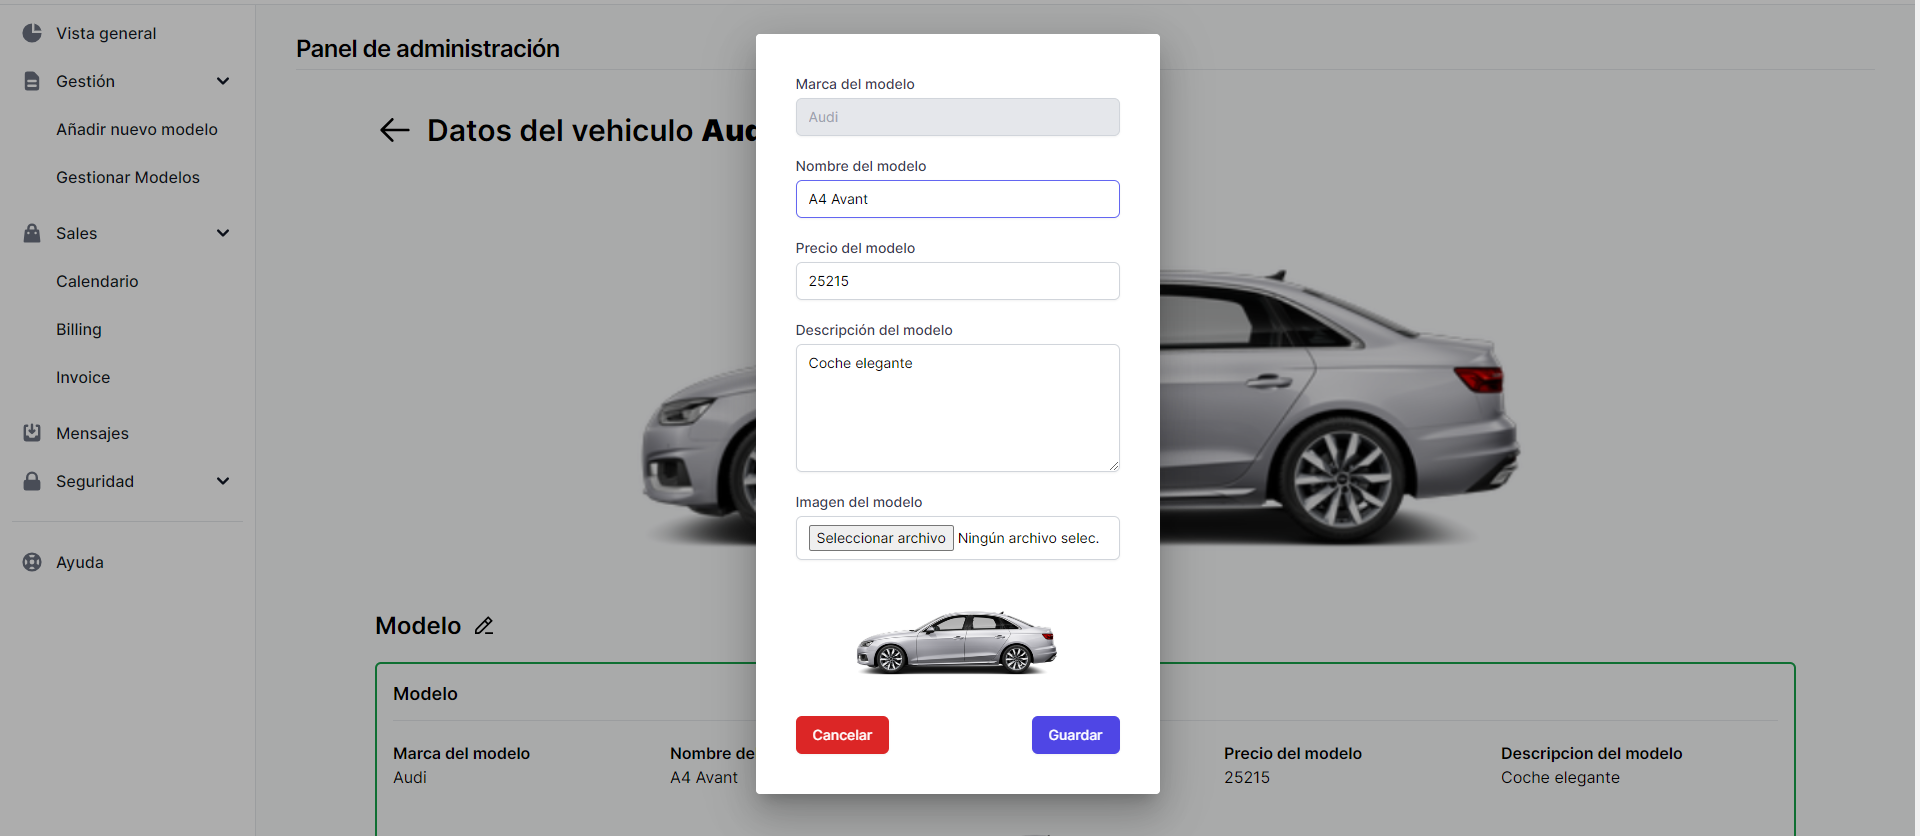 Vista general
Gestión
Añadir nuevo modelo
Gestionar Modelos
Sales
Calendario
Billing
Invoice
Mensajes
Seguridad
Ayuda
Panel de administración
Datos del vehiculo
Modelo
Modelo
Marca del modelo
Audi
Nombre de
A4 Avant
Precio del modelo
25215
Descripcion del modelo
Coche elegante
Marca del modelo
Audi
Nombre del modelo
A4 Avant
Precio del modelo
25215
Descripción del modelo
Coche elegante
Imagen del modelo
Seleccionar archivo Ningún archivo selec.
Cancelar
Guardar